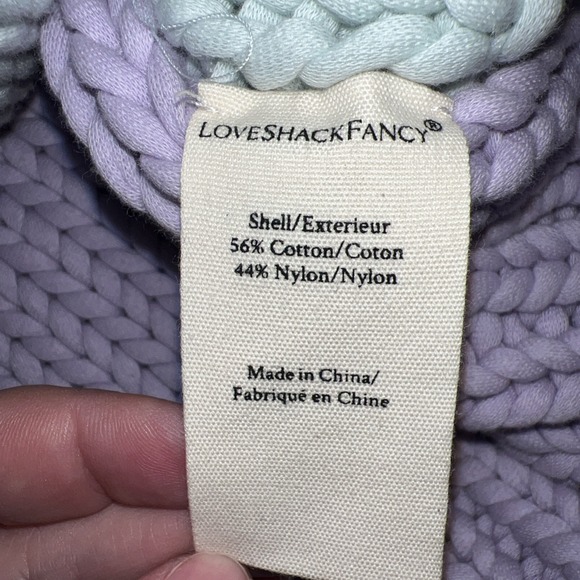 LOVESHACKFANCY®
Shell/Exterieur
56% Cotton/Coton
44% Nylon/Nylon
Made in China/
Fabriqué en Chine